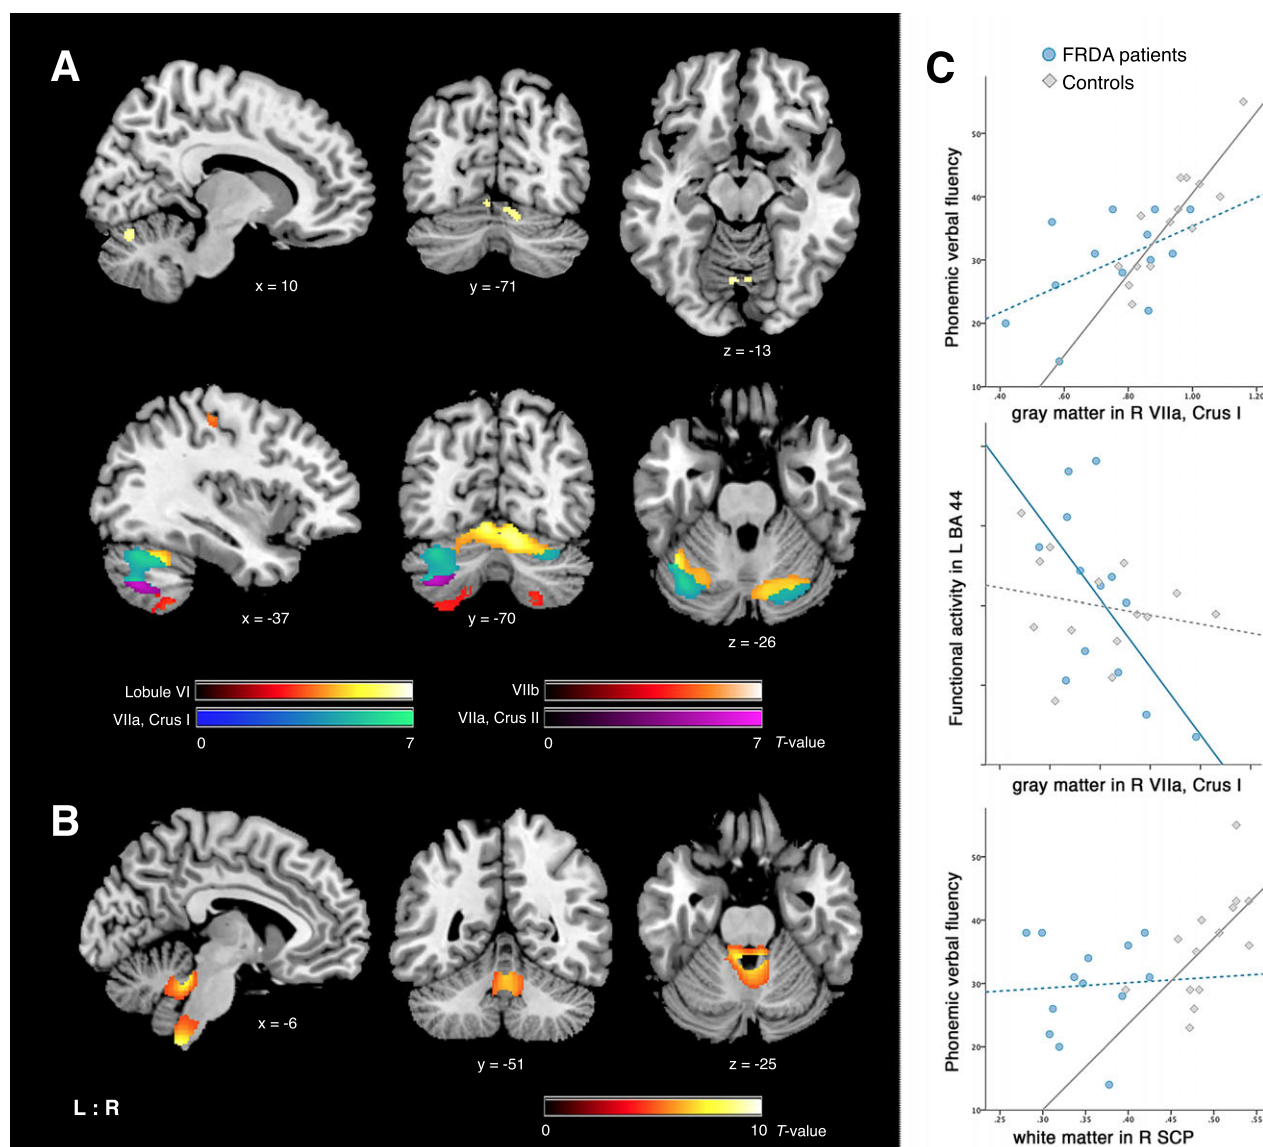 A
x = 10
y = -71
z = -13
x = -37
y = -70
z = -26
Lobule VI
VIIa, Crus I
0 7
VIIb
VIIa, Crus II
0 7 T-value
B
x = -6
y = -51
z = -25
L : R
0 10 T-value
C
FRDA patients
Controls
Phonemic verbal fluency
50
40
30
20
10
.40 .60 .80 1.00 1.20
gray matter in R VIIa, Crus I
Functional activity in L BA 44
gray matter in R VIIa, Crus I
Phonemic verbal fluency
50
40
30
20
10
.25 .30 .35 .40 .45 .50 .55
white matter in R SCP